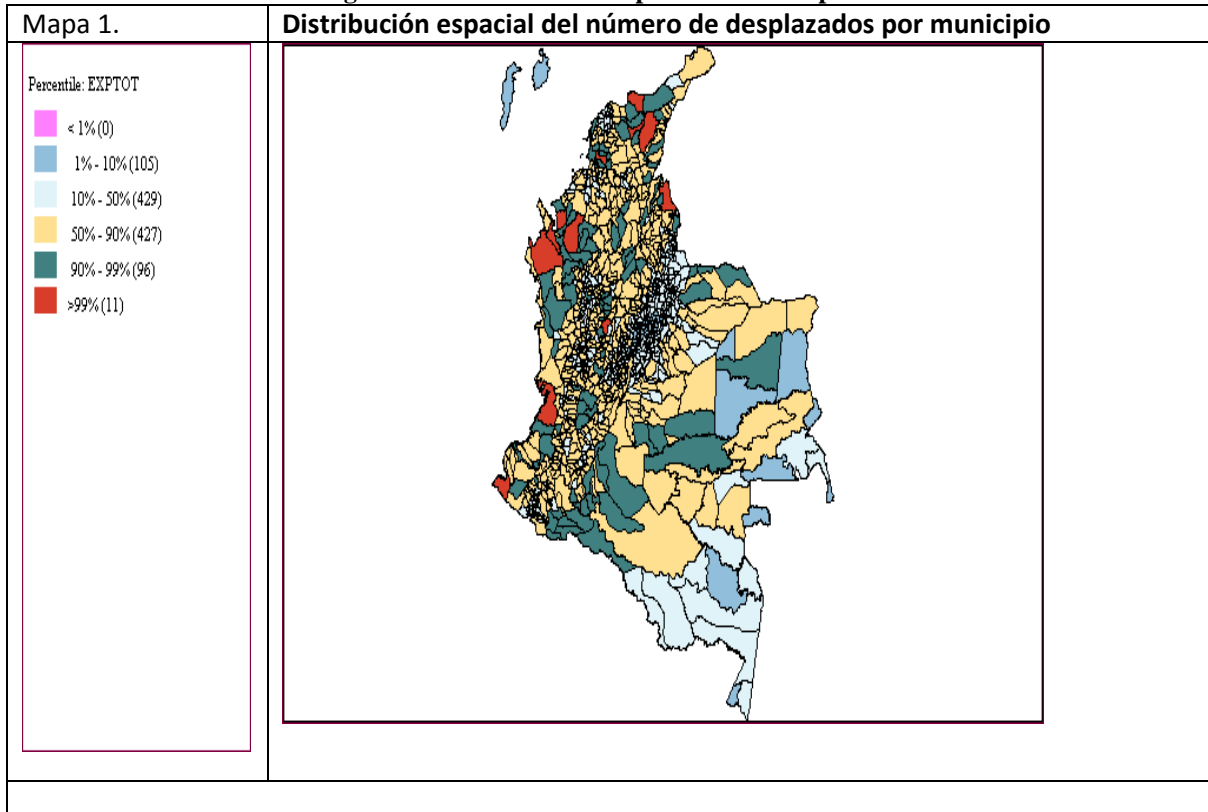 Mapa 1.
Distribución espacial del número de desplazados por municipio
Percentile: EXPTOT
< 1% (0)
1% - 10% (105)
10% - 50% (429)
50% - 90% (427)
90% - 99% (96)
>99% (11)